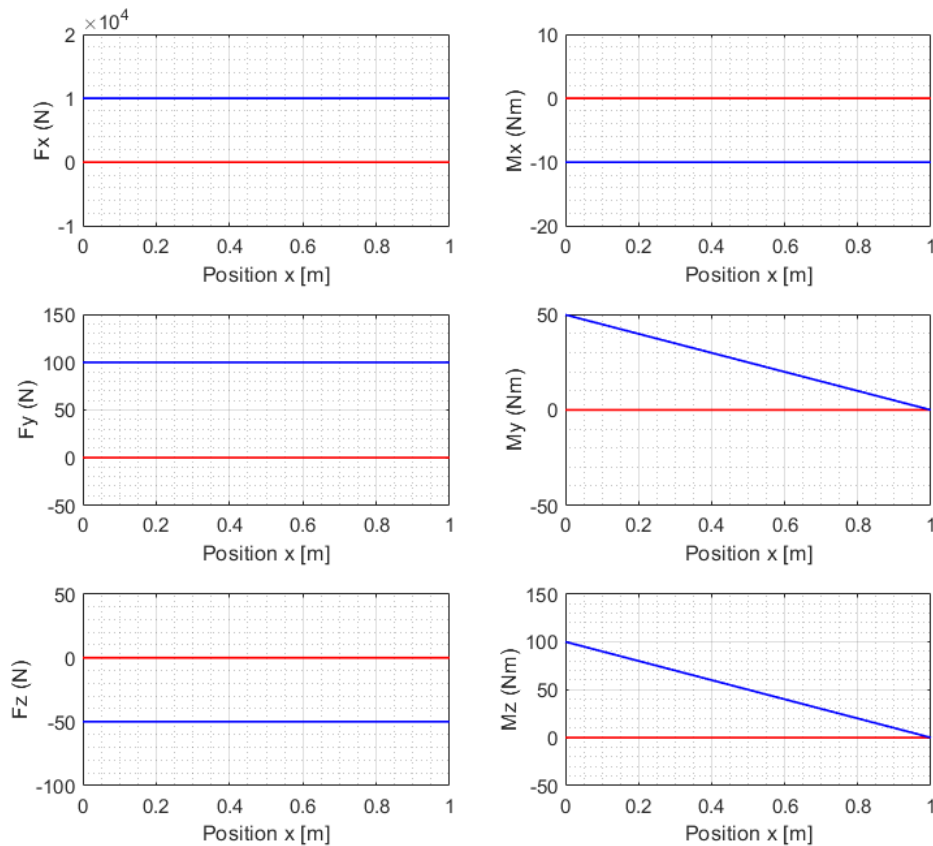 ×10^4
2
1
0
-1
Fx (N)
0 0.2 0.4 0.6 0.8 1
Position x [m]
10
0
-10
-20
Mx (Nm)
0 0.2 0.4 0.6 0.8 1
Position x [m]
150
100
50
0
-50
Fy (N)
0 0.2 0.4 0.6 0.8 1
Position x [m]
50
0
-50
My (Nm)
0 0.2 0.4 0.6 0.8 1
Position x [m]
50
0
-50
-100
Fz (N)
0 0.2 0.4 0.6 0.8 1
Position x [m]
150
100
50
0
-50
Mz (Nm)
0 0.2 0.4 0.6 0.8 1
Position x [m]